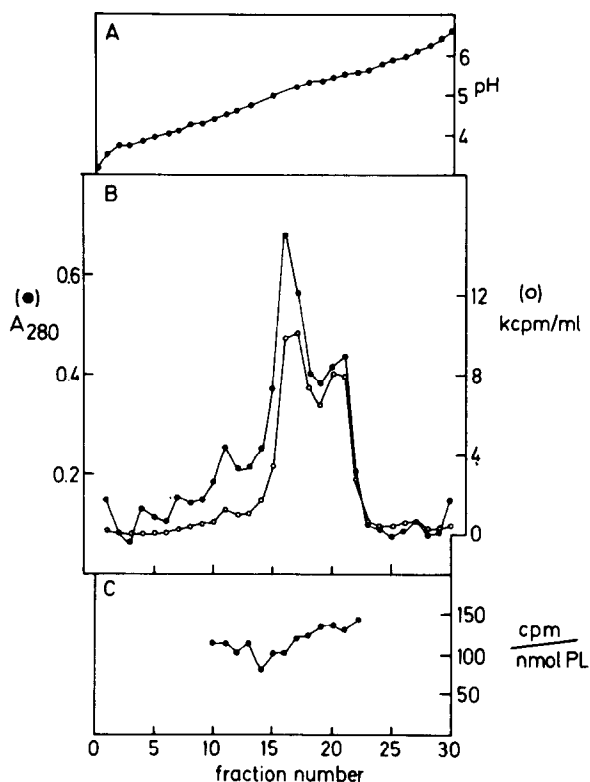 A
6
5 pH
4
B
0.6
(●) 12 (o)
A280 kcpm/ml
0.4 8
0.2 4
0
C
150
cpm
100
nmol PL
50
0 5 10 15 20 25 30
fraction number